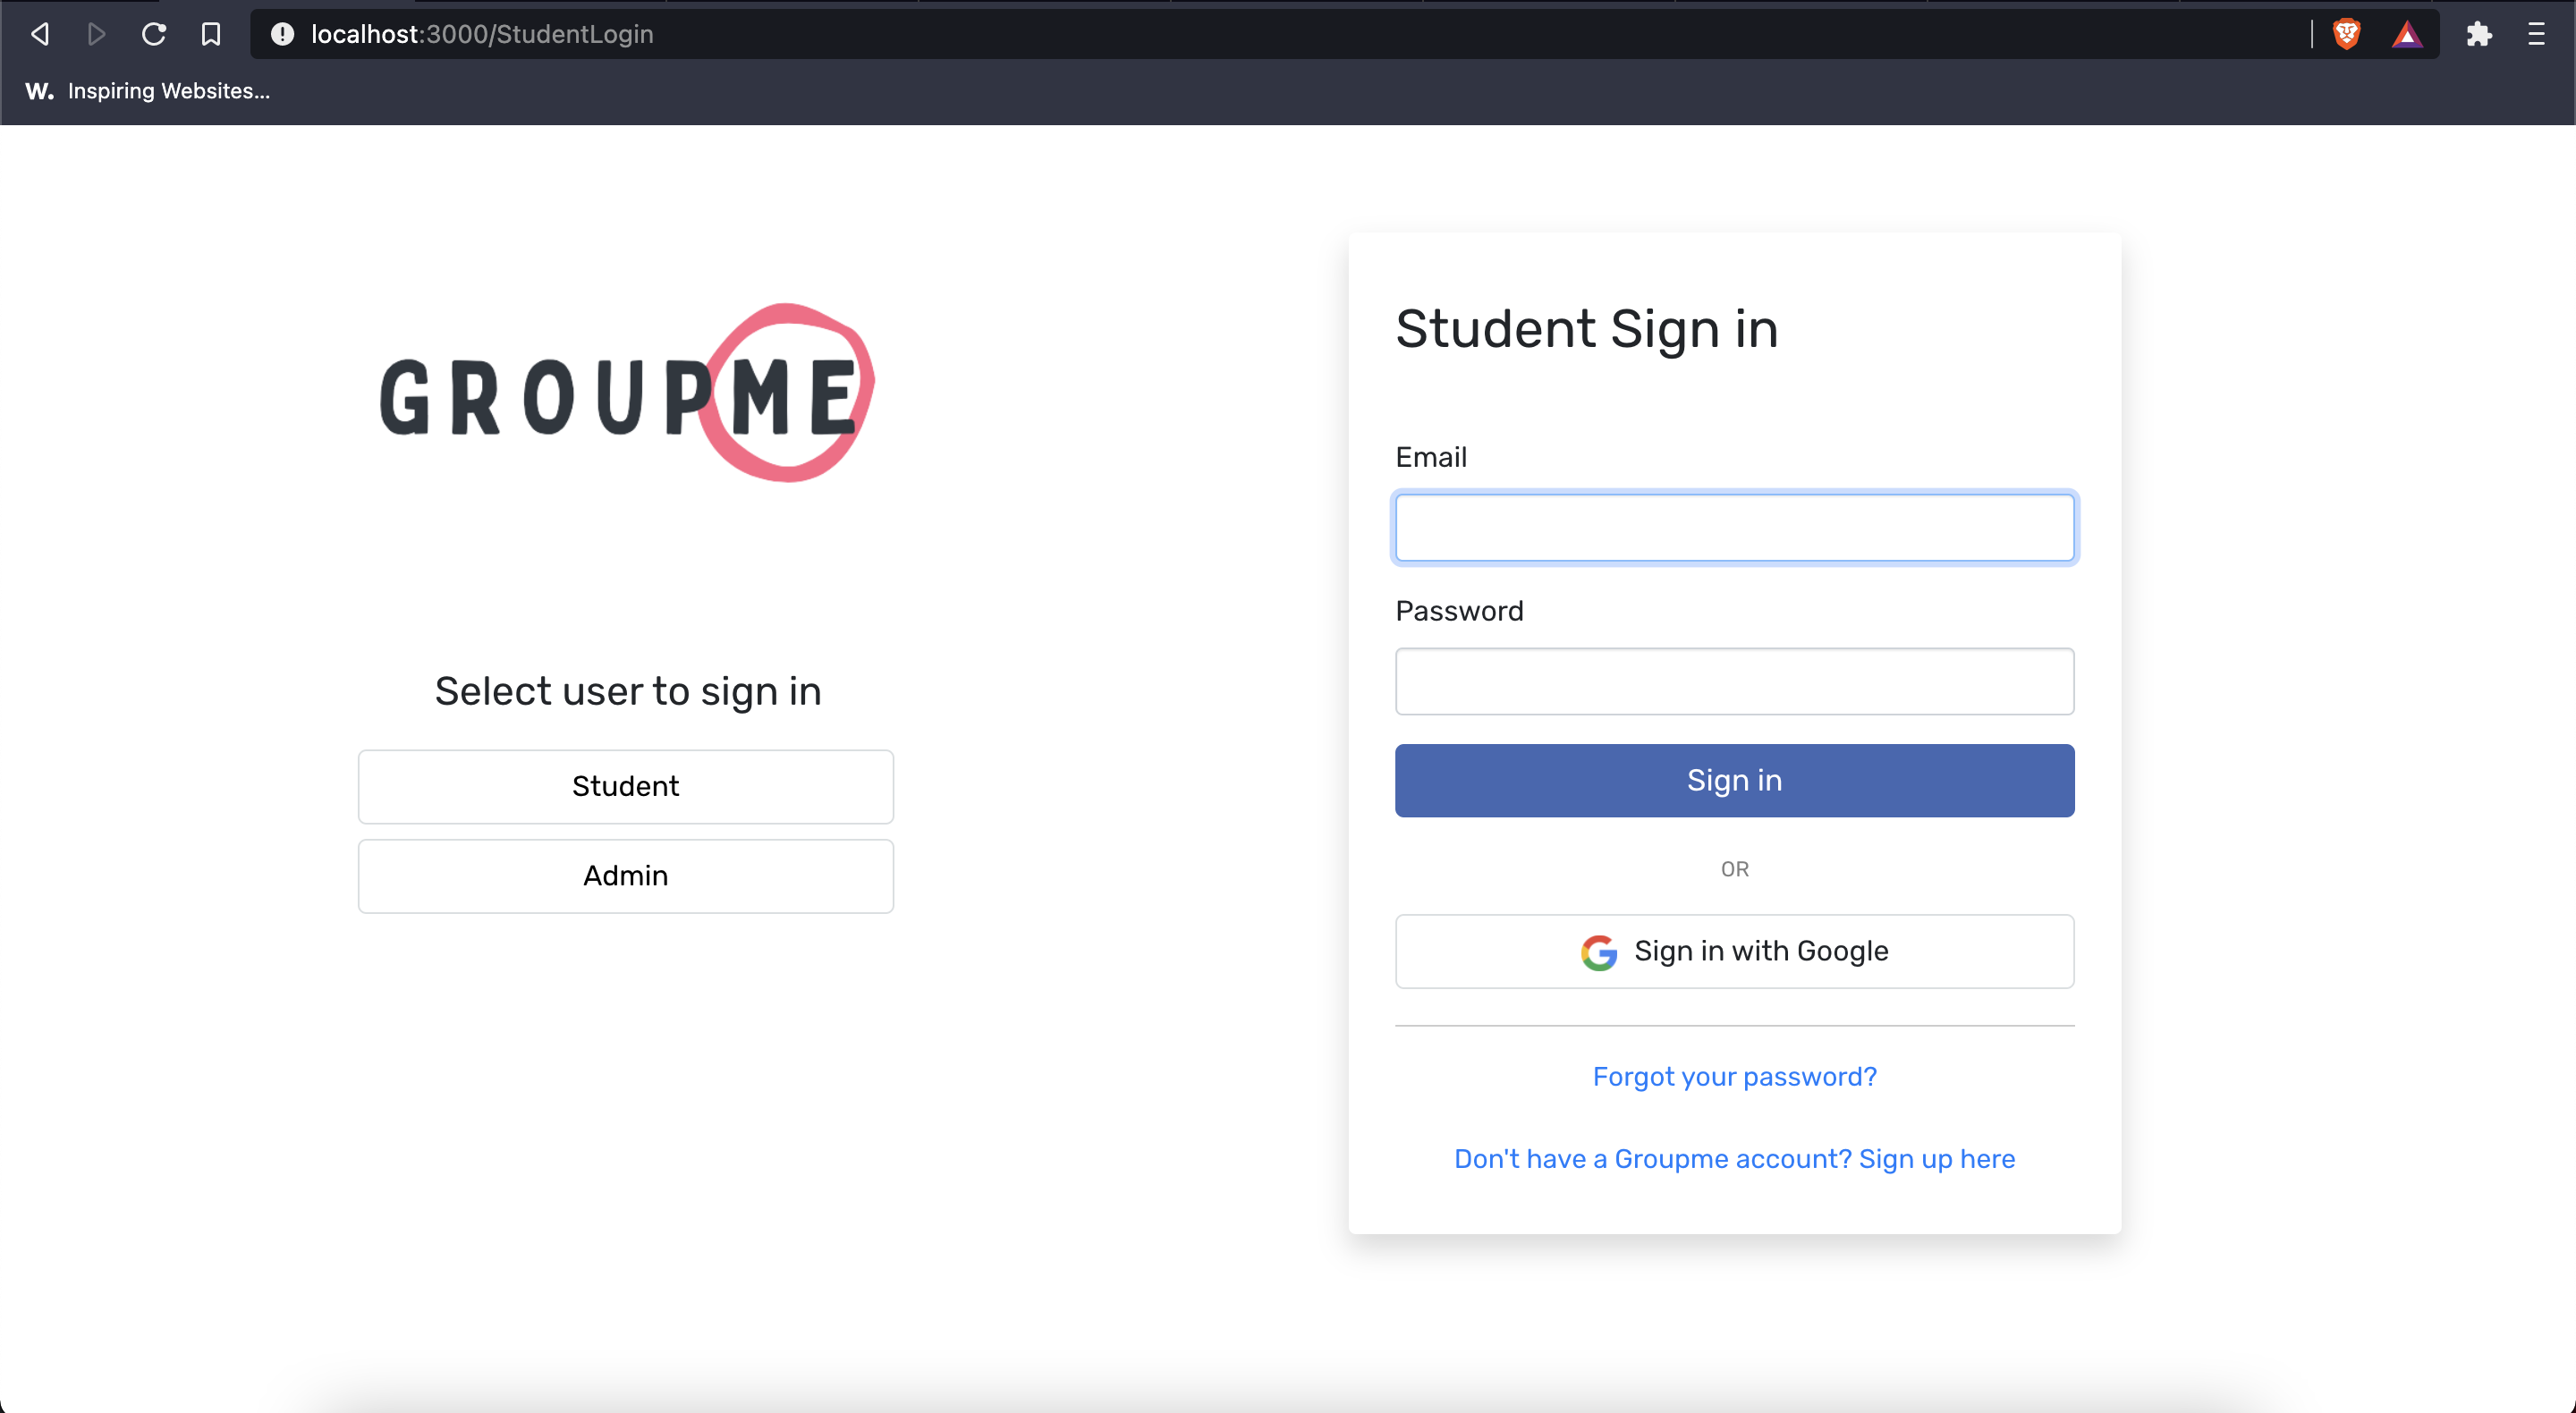 localhost:3000/StudentLogin
W. Inspiring Websites...
GROUPME
Select user to sign in
Student
Admin
Student Sign in
Email
Password
Sign in
OR
Sign in with Google
Forgot your password?
Don't have a Groupme account? Sign up here